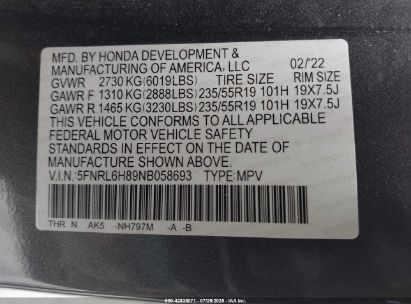 MFD. BY HONDA DEVELOPMENT &
MANUFACTURING OF AMERICA, LLC 02/'22
GVWR 2730 KG (6019LBS) TIRE SIZE RIM SIZE
GAWR F 1310 KG (2888LBS) 235/55R19 101H 19X7.5J
GAWR R 1465 KG(3230LBS) 235/55R19 101H 19X7.5J
THIS VEHICLE CONFORMS TO ALL APPLICABLE
FEDERAL MOTOR VEHICLE SAFETY
STANDARDS IN EFFECT ON THE DATE OF
MANUFACTURE SHOWN ABOVE.
V.I.N.:5FNRL6H89NB058693 TYPE:MPV
THR N AK5 -NH797M -A -B